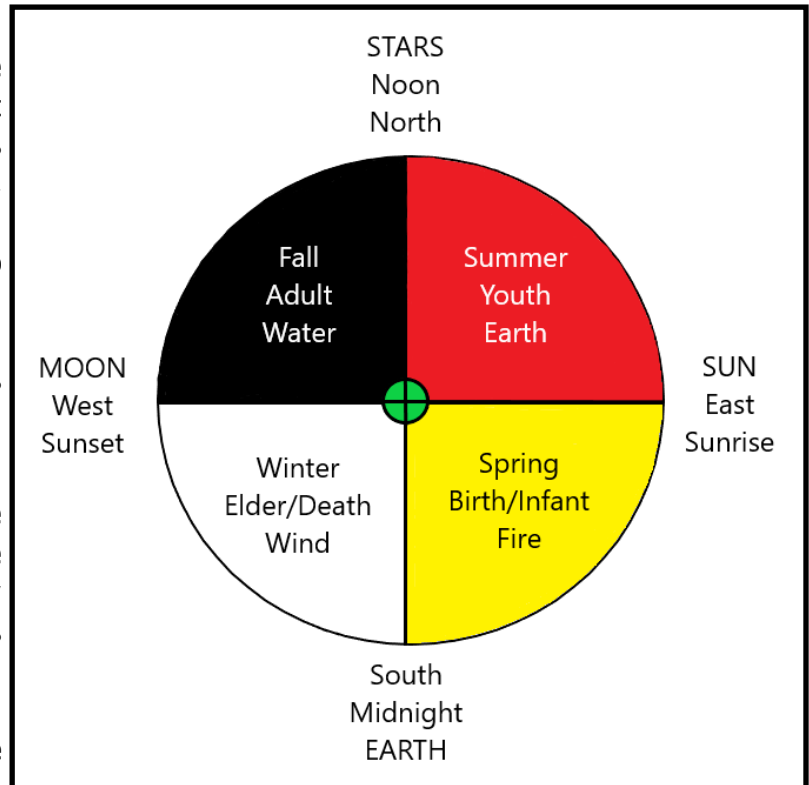 STARS
Noon
North
Fall
Adult
Water
Summer
Youth
Earth
MOON
West
Sunset
SUN
East
Sunrise
Winter
Elder/Death
Wind
Spring
Birth/Infant
Fire
South
Midnight
EARTH